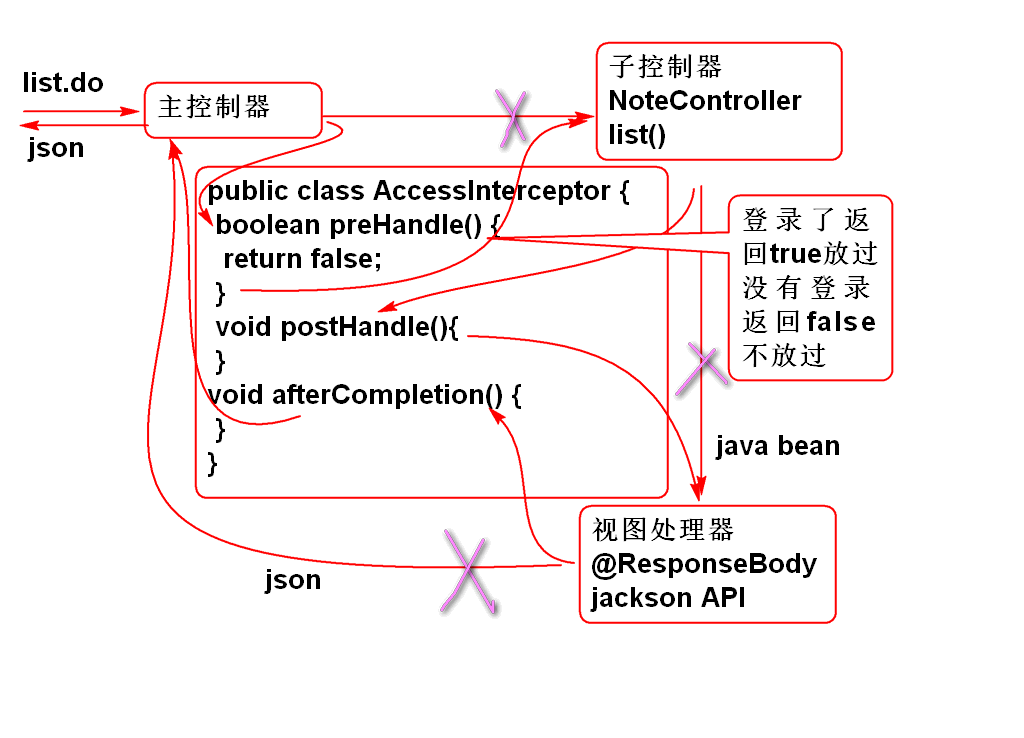 list.do
json
主控制器
子控制器
NoteController
list()
public class AccessInterceptor {
boolean preHandle() {
return false;
}
void postHandle(){
}
void afterCompletion() {
}
}
登录了返
回true放过
没有登录
返回false
不放过
java bean
视图处理器
@ResponseBody
jackson API
json